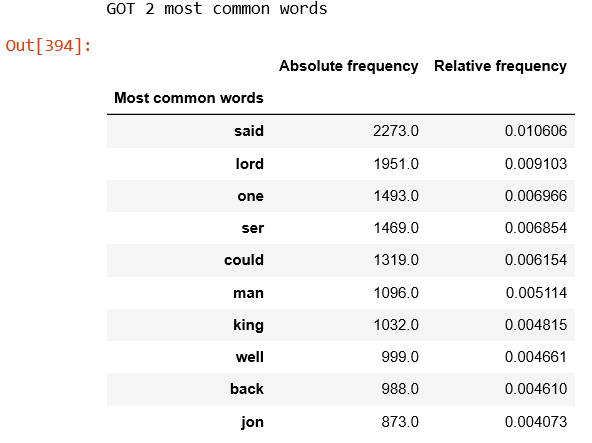 GOT 2 most common words
Out[394]:
Absolute frequency Relative frequency
Most common words
said 2273.0 0.010606
lord 1951.0 0.009103
one 1493.0 0.006966
ser 1469.0 0.006854
could 1319.0 0.006154
man 1096.0 0.005114
king 1032.0 0.004815
well 999.0 0.004661
back 988.0 0.004610
jon 873.0 0.004073